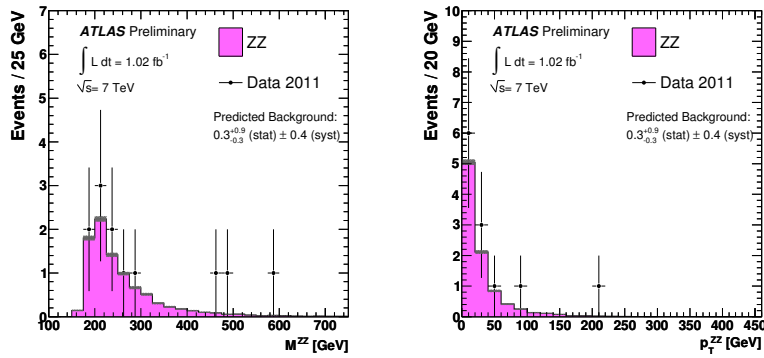 Events / 25 GeV
7
6
5
4
3
2
1
0
ATLAS Preliminary
∫ L dt = 1.02 fb⁻¹
√s= 7 TeV
ZZ
Data 2011
Predicted Background:
0.3 +0.9 -0.3 (stat) ± 0.4 (syst)
100 200 300 400 500 600 700
M^ZZ [GeV]
Events / 20 GeV
10
9
8
7
6
5
4
3
2
1
0
ATLAS Preliminary
∫ L dt = 1.02 fb⁻¹
√s= 7 TeV
ZZ
Data 2011
Predicted Background:
0.3 +0.9 -0.3 (stat) ± 0.4 (syst)
0 50 100 150 200 250 300 350 400 450
p_T^ZZ [GeV]